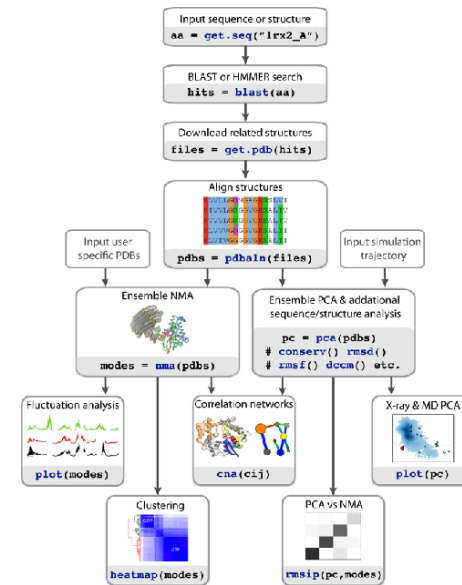 Input sequence or structure
aa = get.seq("1rx2_A")
BLAST or HMMER search
hits = blast(aa)
Download related structures
files = get.pdb(hits)
Align structures
pdbs = pdbaln(files)
Input user
specific PDBs
Input simulation
trajectory
Ensemble NMA
modes = nma(pdbs)
Ensemble PCA & addational
sequence/structure analysis
pc = pca(pdbs)
# conserv() rmsd()
# rmsf() dccm() etc.
Fluctuation analysis
plot(modes)
Correlation networks
cna(cij)
X-ray & MD PCA
plot(pc)
Clustering
heatmap(modes)
PCA vs NMA
rmsip(pc,modes)